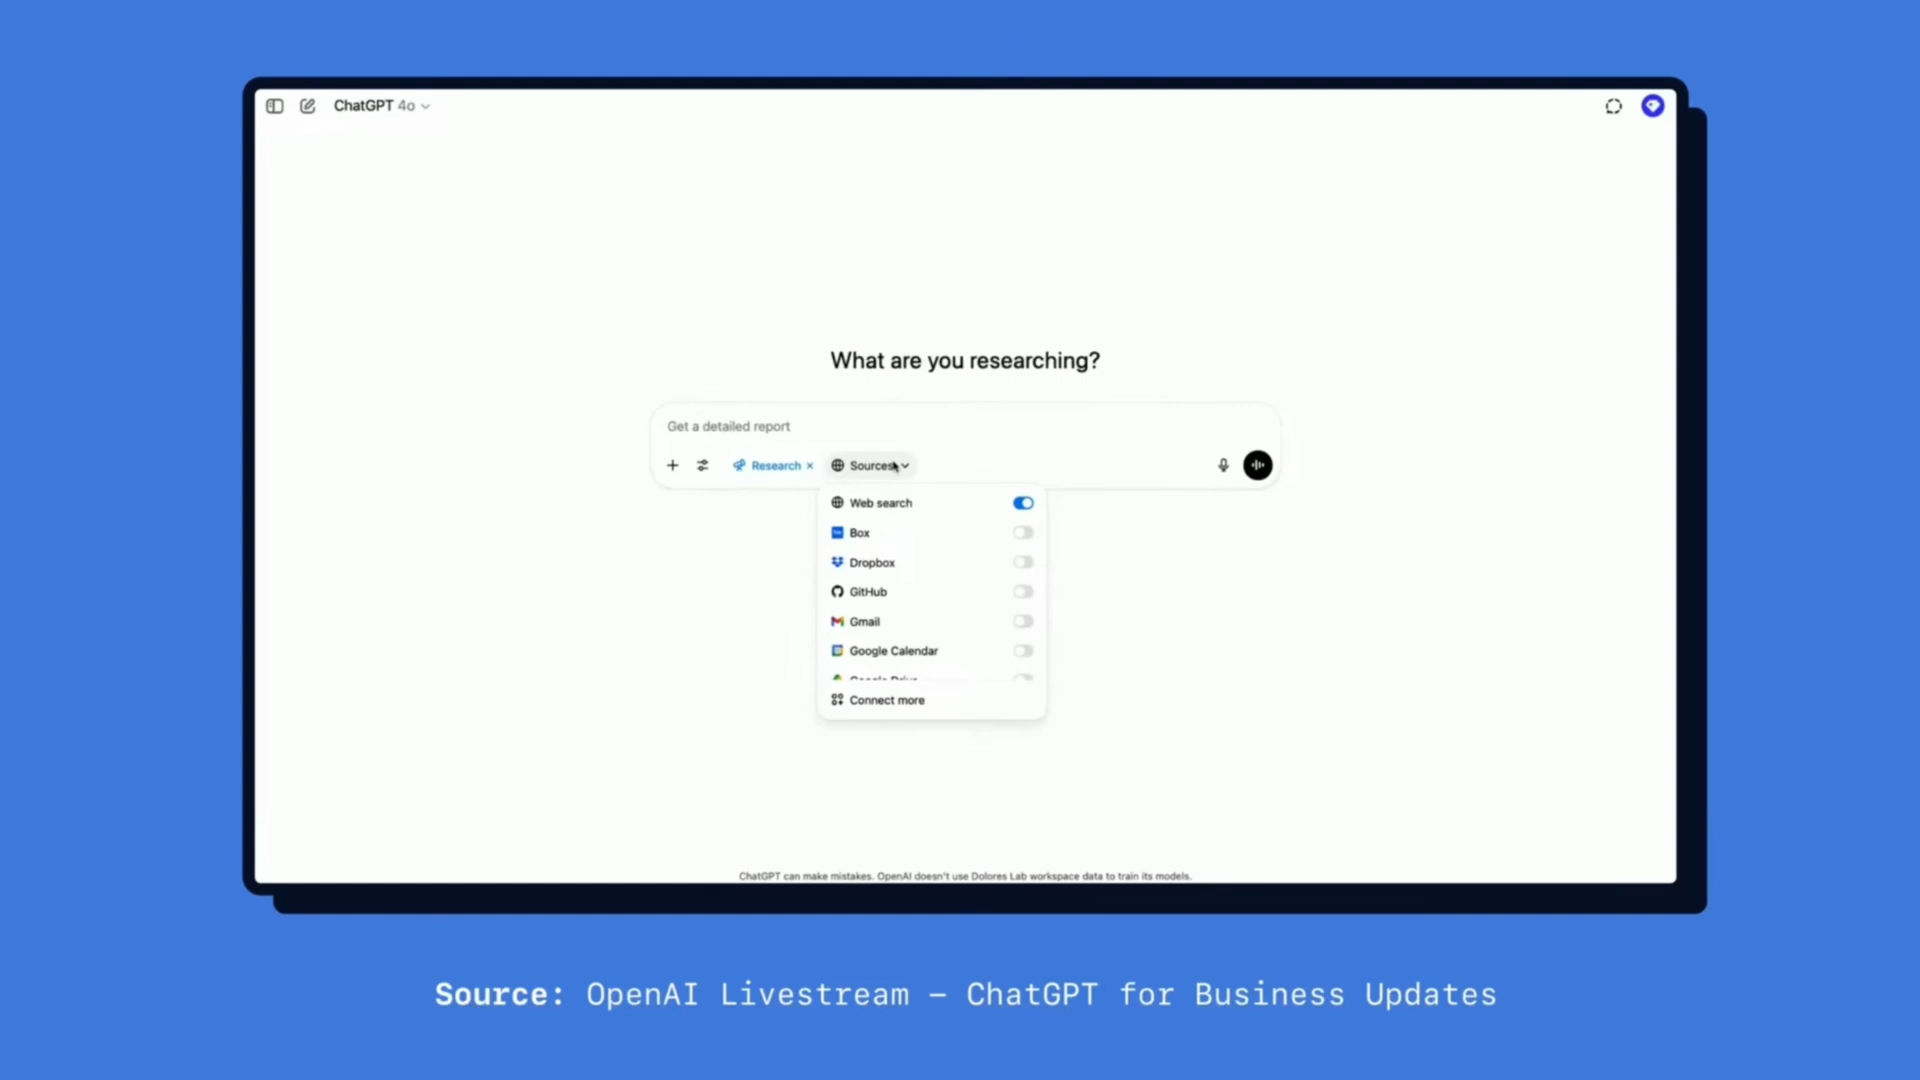 ChatGPT 4o
What are you researching?
Get a detailed report
Research × Sources
Web search
Box
Dropbox
GitHub
Gmail
Google Calendar
Google Drive
Connect more
ChatGPT can make mistakes. OpenAI doesn't use Dolores Lab workspace data to train its models.
Source: OpenAI Livestream – ChatGPT for Business Updates